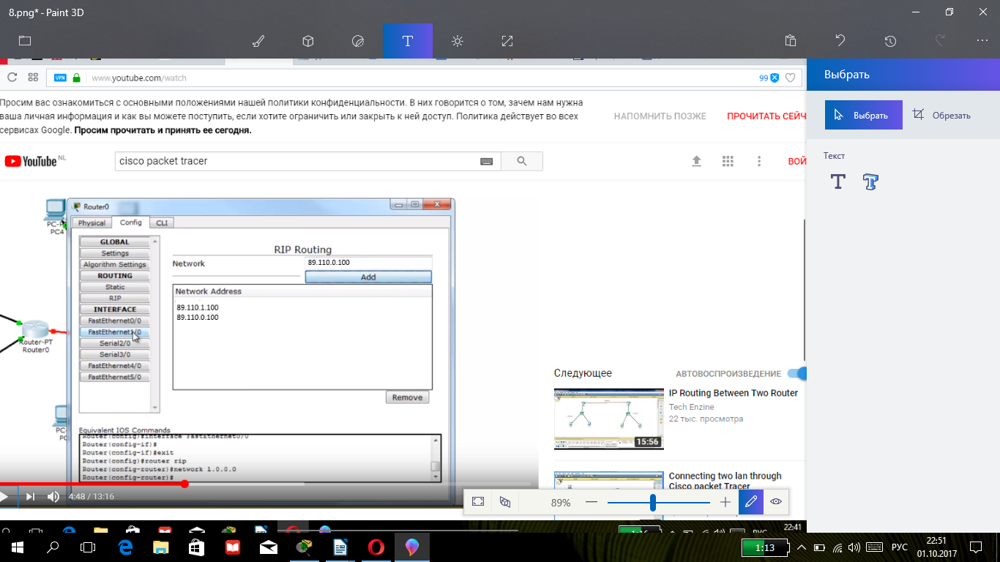 8.png* - Paint 3D
Выбрать
Выбрать
Обрезать
Текст
VPN
www.youtube.com/watch
99
Просим вас ознакомиться с основными положениями нашей политики конфиденциальности. В них говорится о том, зачем нам нужна
ваша личная информация и как вы можете поступить, если хотите ограничить или закрыть к ней доступ. Политика действует во всех
сервисах Google. Просим прочитать и принять ее сегодня.
НАПОМНИТЬ ПОЗЖЕ
ПРОЧИТАТЬ СЕЙЧ
YouTube NL
cisco packet tracer
ВОЙ
PC4
Router-PT
Router0
Router0
Physical
Config
CLI
GLOBAL
Settings
Algorithm Settings
ROUTING
Static
RIP
INTERFACE
FastEthernet0/0
FastEthernet1/0
Serial2/0
Serial3/0
FastEthernet4/0
FastEthernet5/0
RIP Routing
Network
89.110.0.100
Add
Network Address
89.110.1.100
89.110.0.100
Remove
Equivalent IOS Commands
Router(config)#interface FastEthernet0/0
Router(config-if)#
Router(config-if)#exit
Router(config)#router rip
Router(config-router)#network 1.0.0.0
Router(config-router)#
4:48 / 13:16
Следующее
АВТОВОСПРОИЗВЕДЕНИЕ
15:56
IP Routing Between Two Router
Tech Enzine
22 тыс. просмотра
Connecting two lan through
Cisco packet Tracer
89%
РУС
22:41
1:13
РУС
22:51
01.10.2017